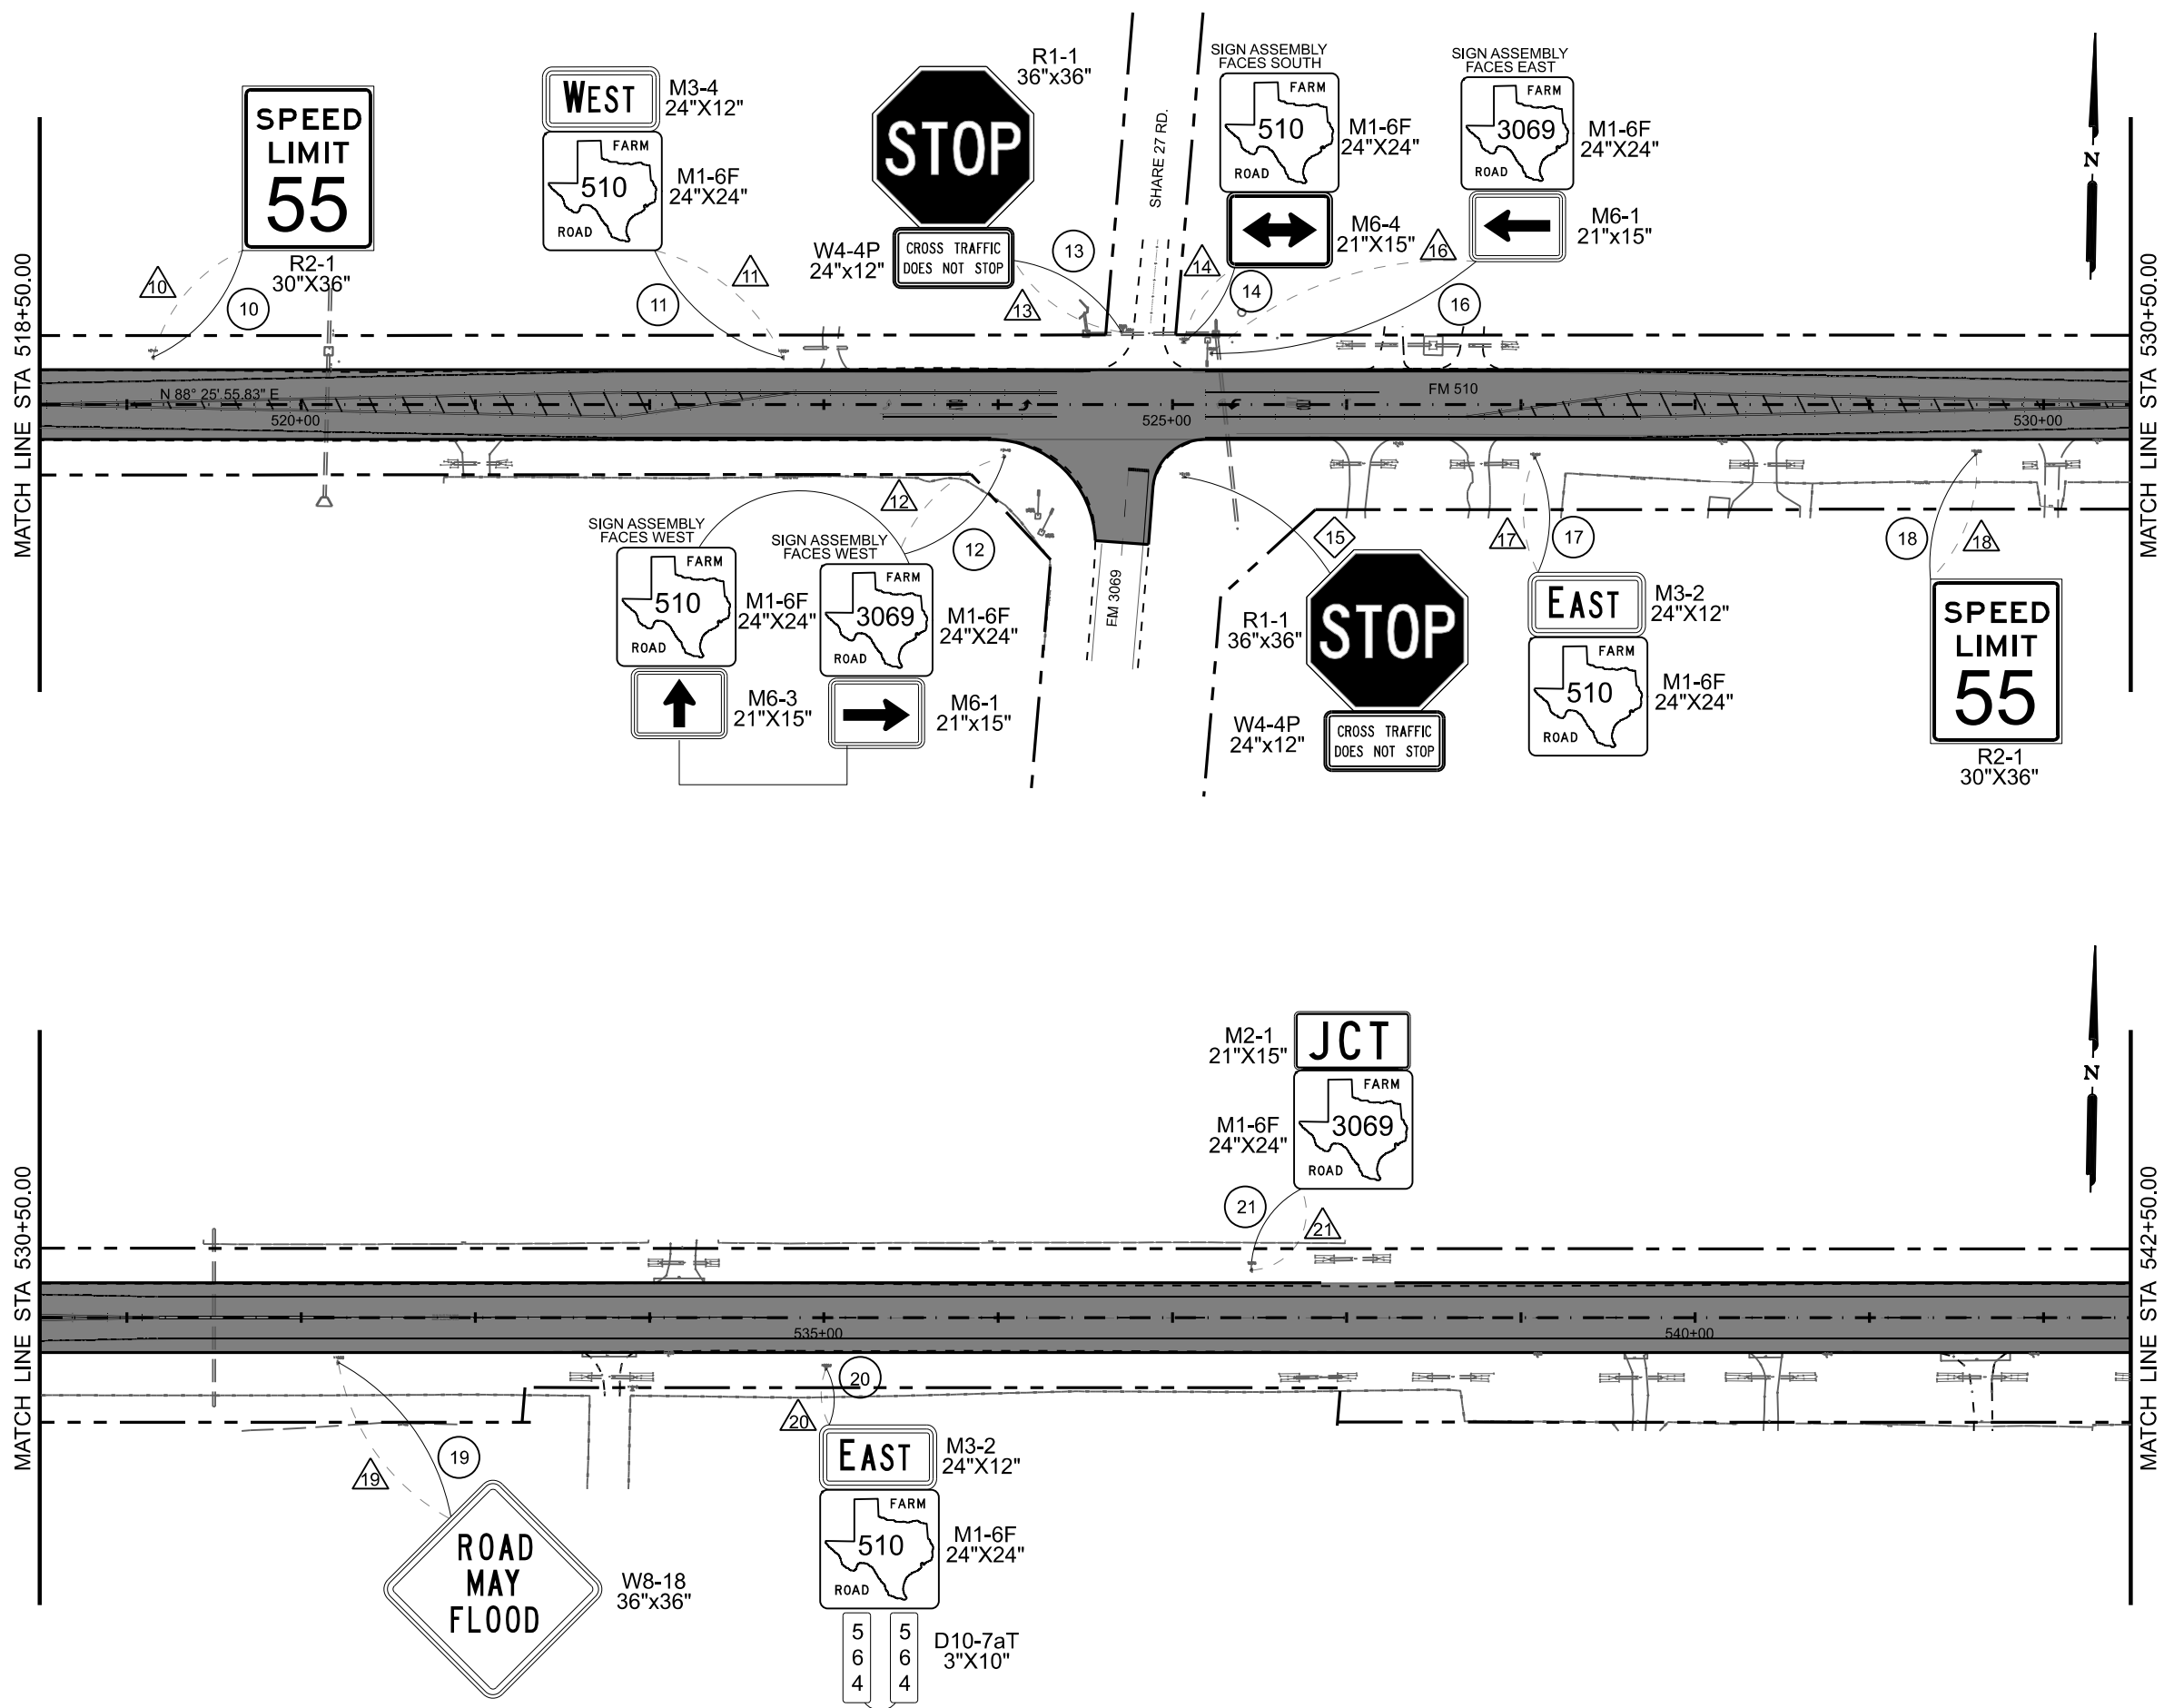 MATCH LINE STA 518+50.00
SPEED
LIMIT
55
R2-1
30"X36"
10
10
WEST
M3-4
24"X12"
FARM
510
ROAD
M1-6F
24"X24"
11
11
R1-1
36"x36"
STOP
W4-4P
24"x12"
CROSS TRAFFIC
DOES NOT STOP
13
13
SHARE 27 RD.
SIGN ASSEMBLY
FACES SOUTH
FARM
510
ROAD
M1-6F
24"X24"
M6-4
21"X15"
14
14
SIGN ASSEMBLY
FACES EAST
FARM
3069
ROAD
M1-6F
24"X24"
M6-1
21"x15"
16
16
N
MATCH LINE STA 530+50.00
N 88° 25' 55.83" E
520+00
525+00
FM 510
530+00
12
12
SIGN ASSEMBLY
FACES WEST
FARM
510
ROAD
M1-6F
24"X24"
M6-3
21"X15"
SIGN ASSEMBLY
FACES WEST
FARM
3069
ROAD
M1-6F
24"X24"
M6-1
21"x15"
FM 3069
15
R1-1
36"x36"
STOP
W4-4P
24"x12"
CROSS TRAFFIC
DOES NOT STOP
17
17
EAST
M3-2
24"X12"
FARM
510
ROAD
M1-6F
24"X24"
18
18
SPEED
LIMIT
55
R2-1
30"X36"
MATCH LINE STA 530+50.00
M2-1
21"X15"
JCT
FARM
3069
ROAD
M1-6F
24"X24"
21
21
N
MATCH LINE STA 542+50.00
535+00
540+00
19
19
ROAD
MAY
FLOOD
W8-18
36"x36"
20
20
EAST
M3-2
24"X12"
FARM
510
ROAD
M1-6F
24"X24"
5
6
4
5
6
4
D10-7aT
3"X10"